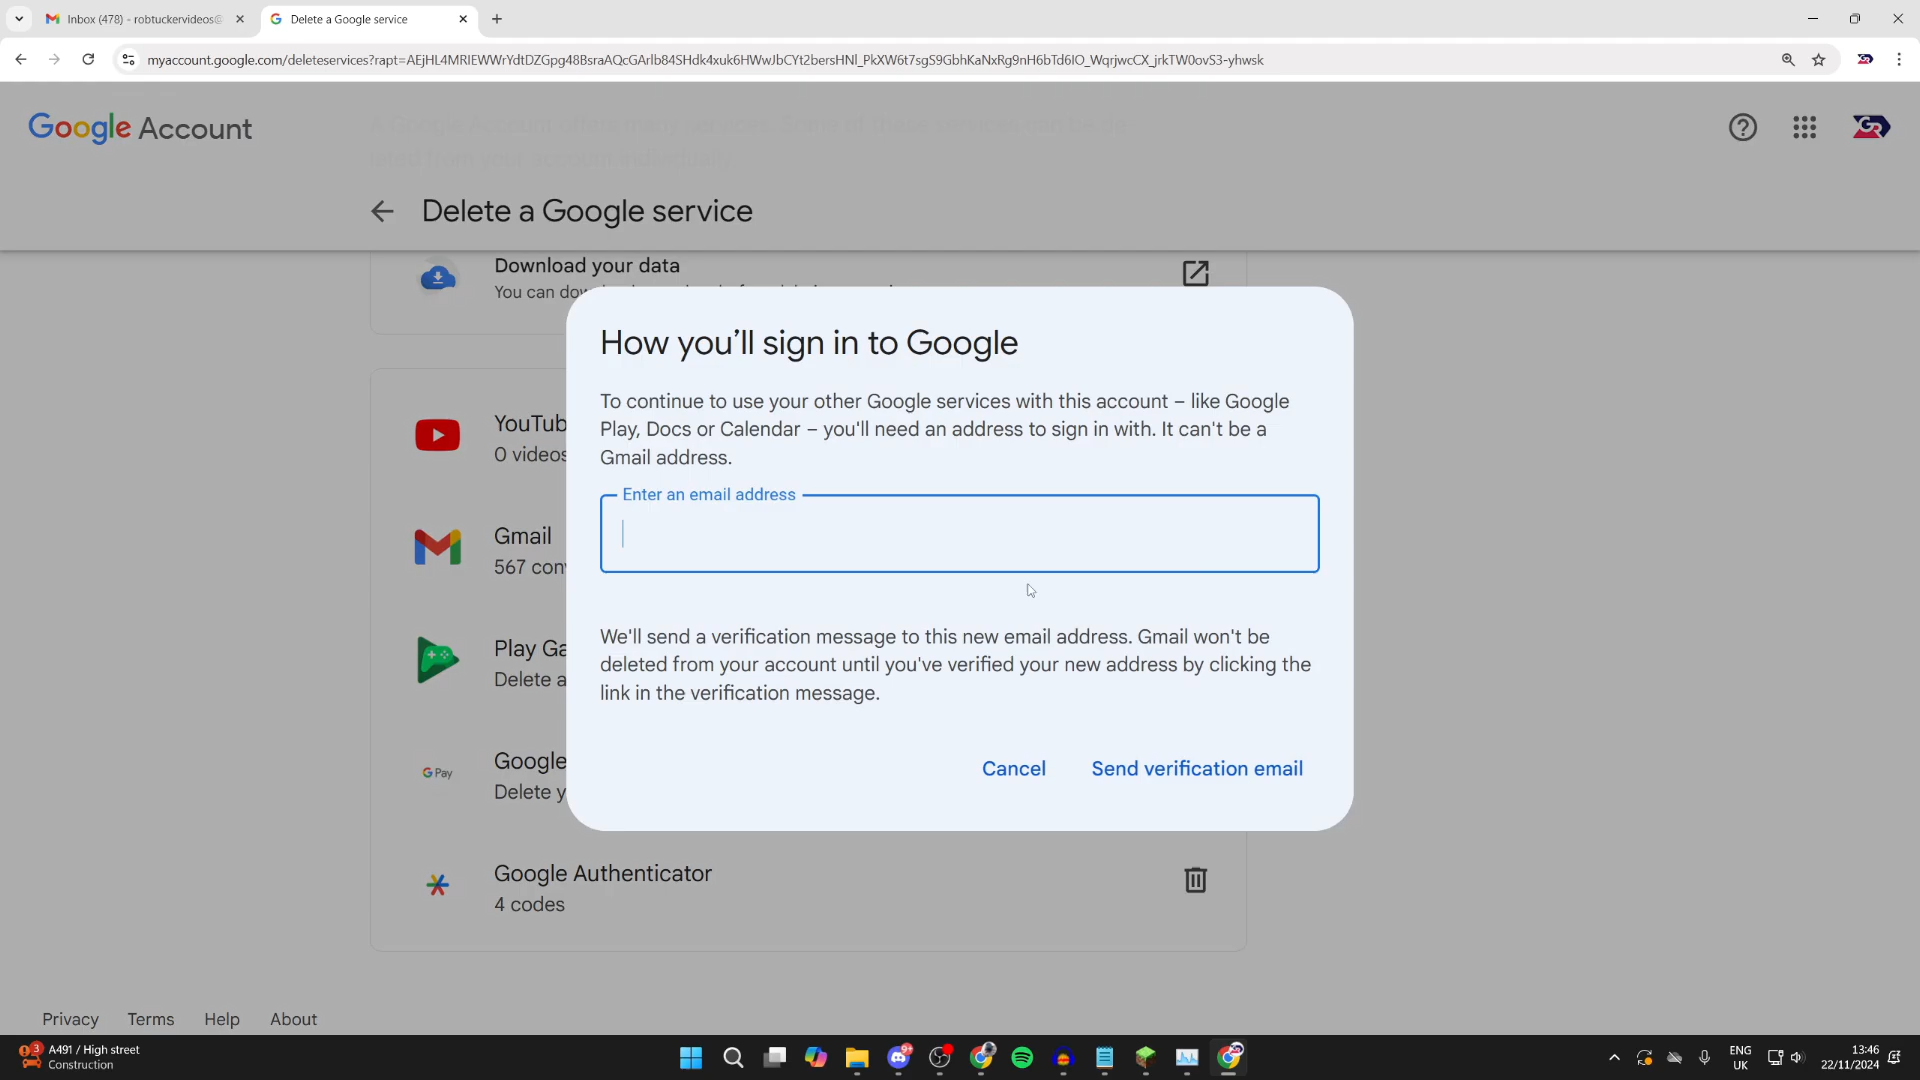 Inbox (478) - robtuckervideos@
Delete a Google service
myaccount.google.com/deleteservices?rapt=AEjHL4MRIEWWrYdtDZGpg48BsraAQcGArlb84SHdk4xuk6HWwJbCYt2bersHNl_PkXW6t7sgS9GbhKaNxRg9nH6bTd6IO_WqrjwcCX_jrkTW0ovS3-yhwsk
Google Account
Delete a Google service
Download your data
You can
How you'll sign in to Google
To continue to use your other Google services with this account – like Google
Play, Docs or Calendar – you'll need an address to sign in with. It can't be a
Gmail address.
Enter an email address
We'll send a verification message to this new email address. Gmail won't be
deleted from your account until you've verified your new address by clicking the
link in the verification message.
Cancel
Send verification email
YouTub
0 videos
Gmail
567 con
Play Ga
Delete a
G Pay
Google
Delete y
Google Authenticator
4 codes
Privacy
Terms
Help
About
3
A491 / High street
Construction
9+
ENG
UK
13:46
22/11/2024